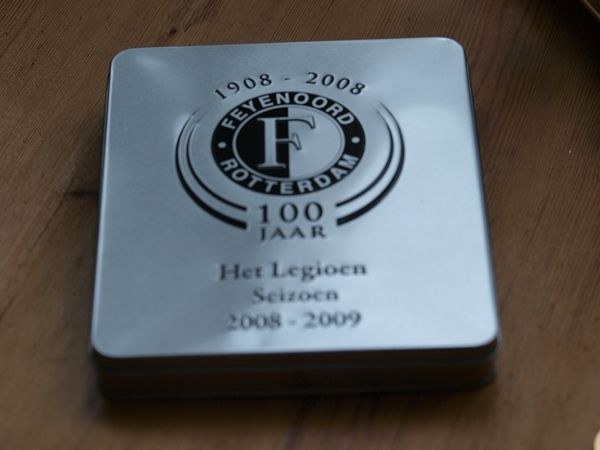 1908 - 2008
FEYENOORD
F
ROTTERDAM
100
JAAR
Het Legioen
Seizoen
2008 - 2009